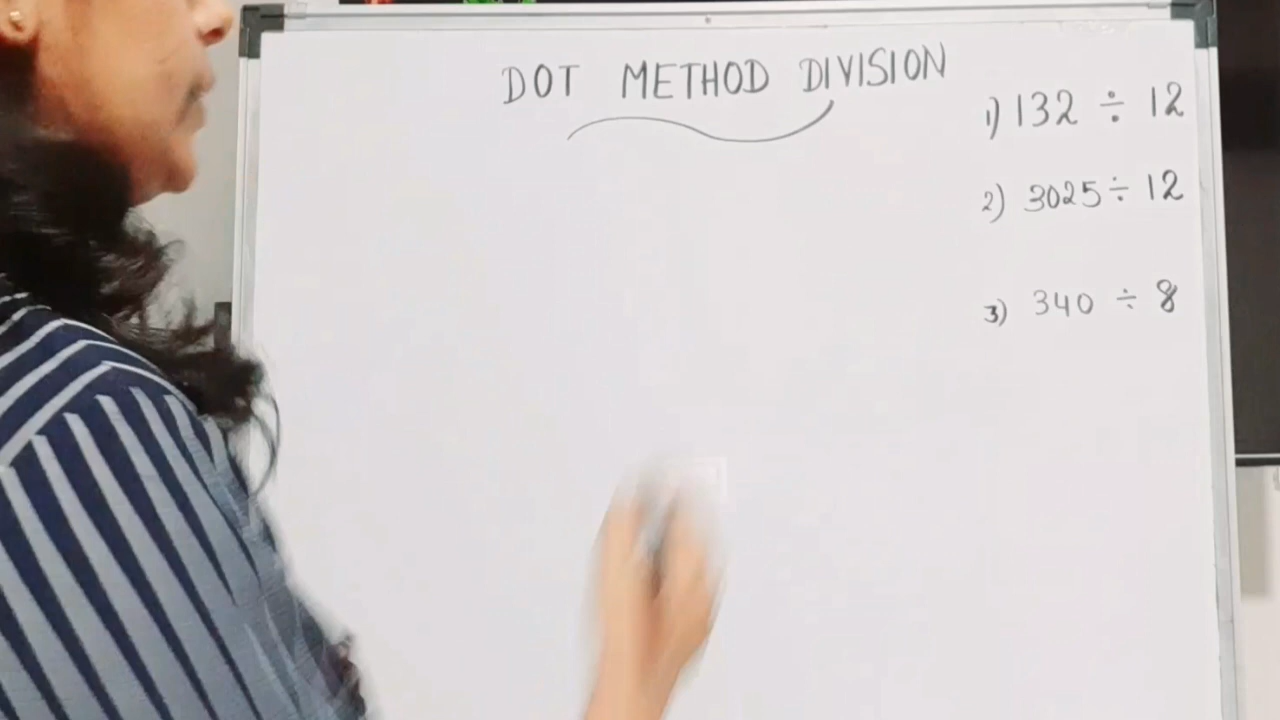 DOT METHOD DIVISION
1) 132 ÷ 12
2) 3025 ÷ 12
3) 340 ÷ 8